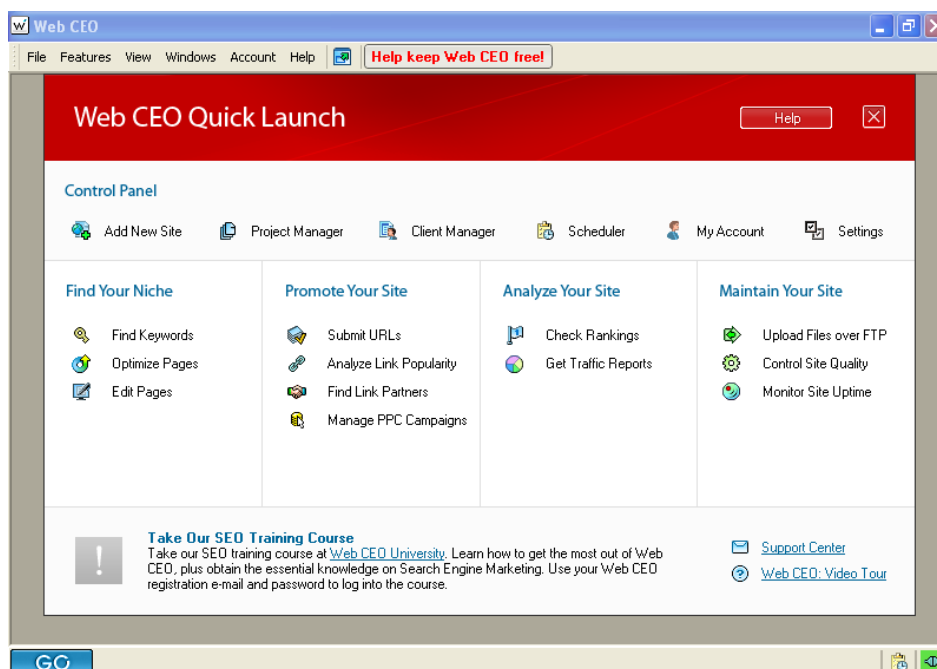 Web CEO
File Features View Windows Account Help Help keep Web CEO free!
Web CEO Quick Launch
Help
Control Panel
Add New Site Project Manager Client Manager Scheduler My Account Settings
Find Your Niche
Find Keywords
Optimize Pages
Edit Pages
Promote Your Site
Submit URLs
Analyze Link Popularity
Find Link Partners
Manage PPC Campaigns
Analyze Your Site
Check Rankings
Get Traffic Reports
Maintain Your Site
Upload Files over FTP
Control Site Quality
Monitor Site Uptime
Take Our SEO Training Course
Take our SEO training course at Web CEO University. Learn how to get the most out of Web
CEO, plus obtain the essential knowledge on Search Engine Marketing. Use your Web CEO
registration e-mail and password to log into the course.
Support Center
Web CEO: Video Tour
GO